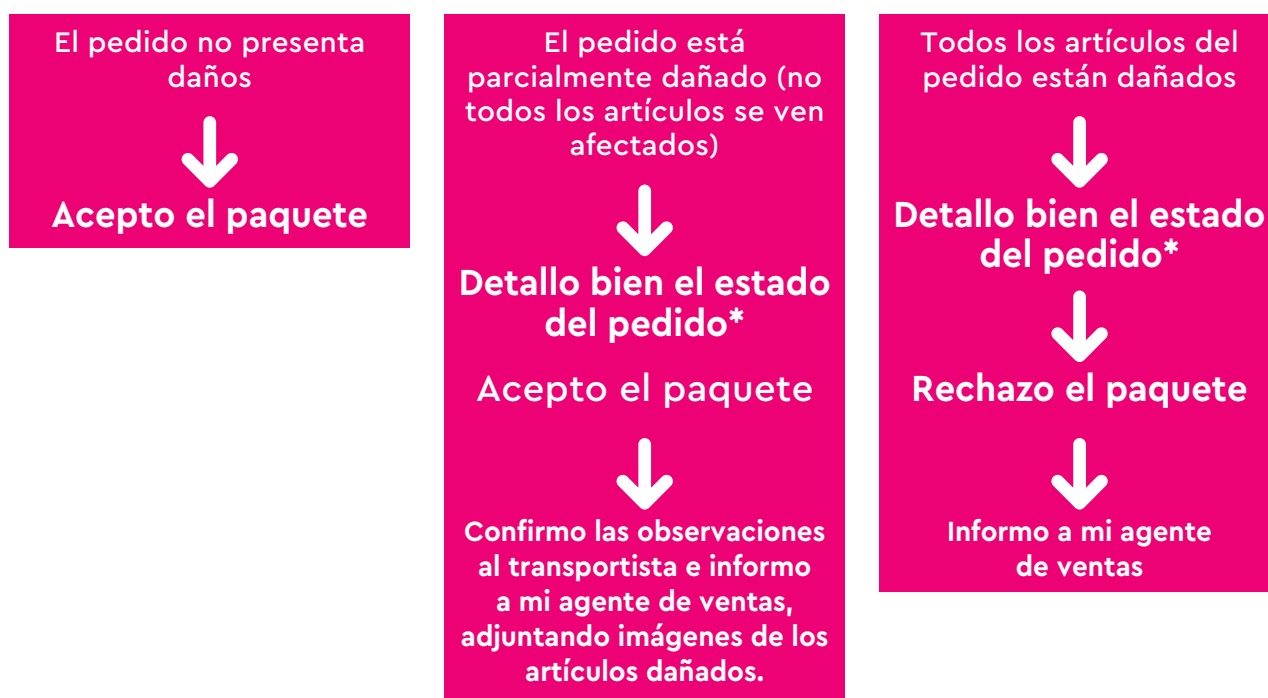 El pedido no presenta
daños
Acepto el paquete
El pedido está
parcialmente dañado (no
todos los artículos se ven
afectados)
Detallo bien el estado
del pedido*
Acepto el paquete
Confirmo las observaciones
al transportista e informo
a mi agente de ventas,
adjuntando imágenes de los
artículos dañados.
Todos los artículos del
pedido están dañados
Detallo bien el estado
del pedido*
Rechazo el paquete
Informo a mi agente
de ventas